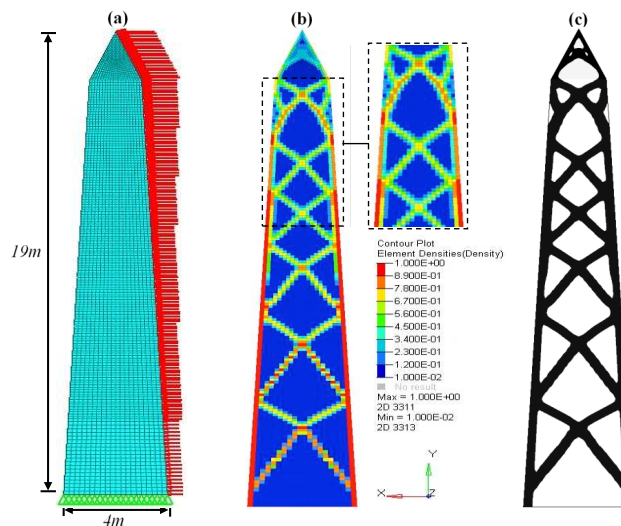 (a)
(b)
(c)
19m
4m
Contour Plot
Element Densities(Density)
1.000E+00
8.900E-01
7.800E-01
6.700E-01
5.600E-01
4.500E-01
3.400E-01
2.300E-01
1.200E-01
1.000E-02
No result
Max = 1.000E+00
2D 3311
Min = 1.000E-02
2D 3313
Y
X
Z